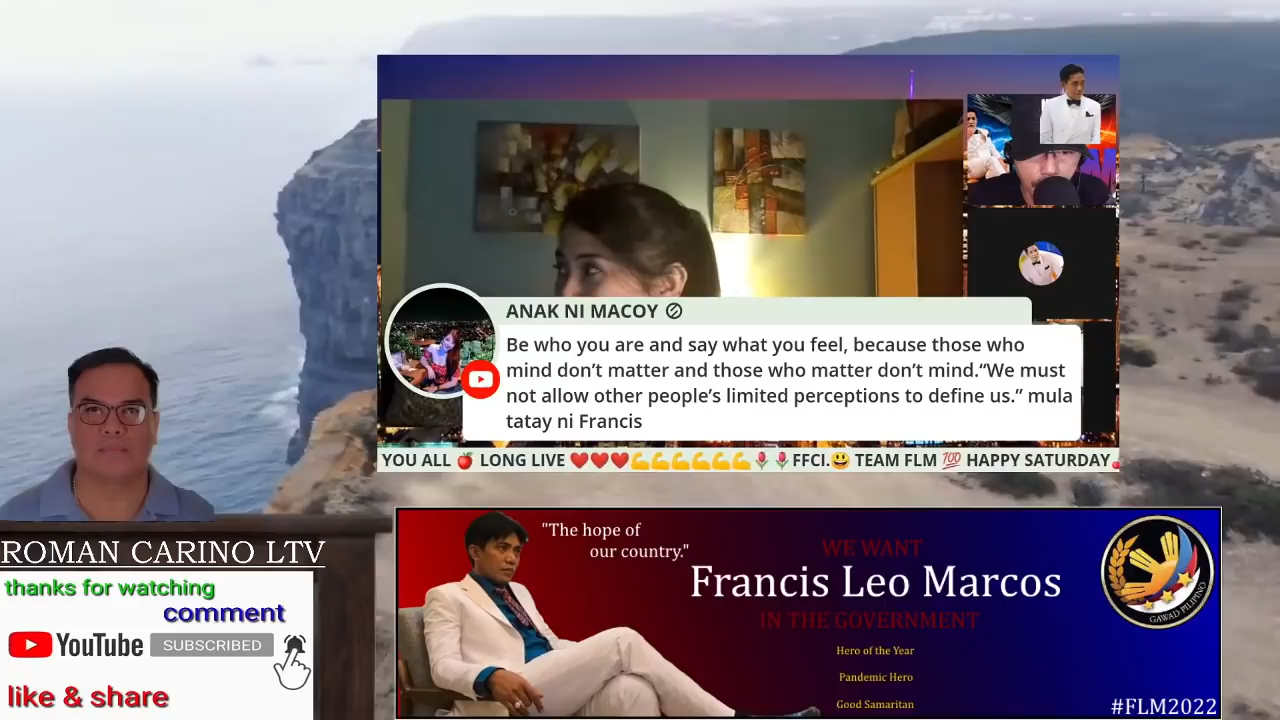 ANAK NI MACOY
Be who you are and say what you feel, because those who
mind don't matter and those who matter don't mind.“We must
not allow other people's limited perceptions to define us.” mula
tatay ni Francis
YOU ALL 🍎 LONG LIVE ❤️❤️❤️💪💪💪💪💪💪🌷🌷FFCI.😃 TEAM FLM 💯 HAPPY SATURDAY
ROMAN CARINO LTV
thanks for watching
comment
YouTube SUBSCRIBED
like & share
"The hope of
our country."
WE WANT
Francis Leo Marcos
IN THE GOVERNMENT
Hero of the Year
Pandemic Hero
Good Samaritan
GAWAD PILIPINO
#FLM2022